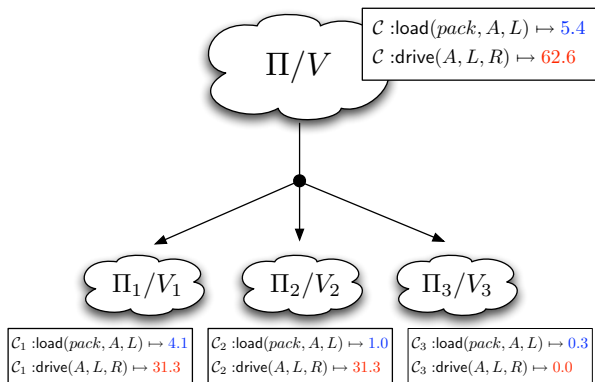 Π/V
C :load(pack, A, L) ↦ 5.4
C :drive(A, L, R) ↦ 62.6
Π₁/V₁
Π₂/V₂
Π₃/V₃
C₁ :load(pack, A, L) ↦ 4.1
C₁ :drive(A, L, R) ↦ 31.3
C₂ :load(pack, A, L) ↦ 1.0
C₂ :drive(A, L, R) ↦ 31.3
C₃ :load(pack, A, L) ↦ 0.3
C₃ :drive(A, L, R) ↦ 0.0